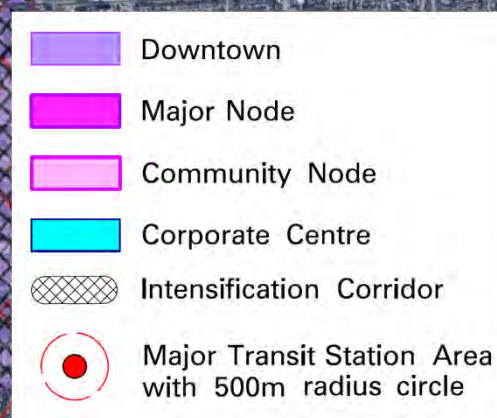 Downtown
Major Node
Community Node
Corporate Centre
Intensification Corridor
Major Transit Station Area
with 500m radius circle